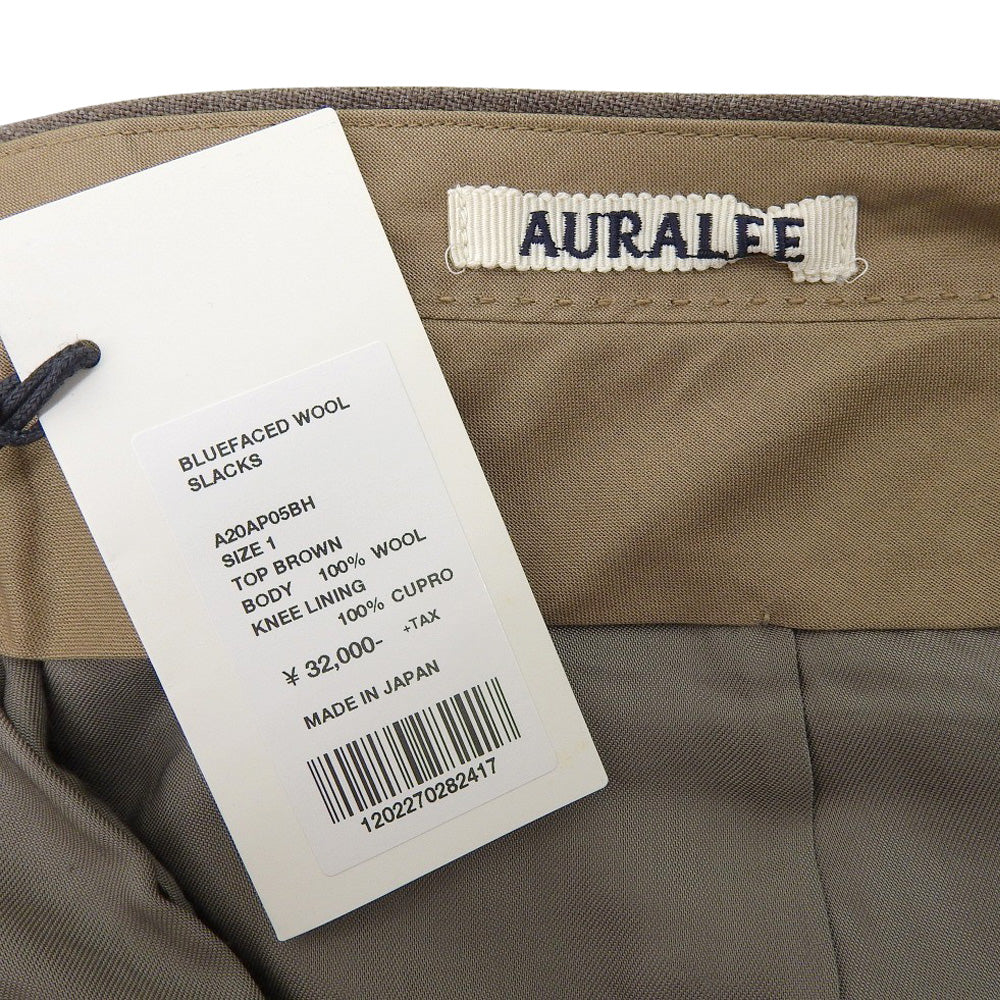 AURALEE
BLUEFACED WOOL
SLACKS
A20AP05BH
SIZE 1
TOP BROWN
BODY 100% WOOL
KNEE LINING
100% CUPRO
¥ 32,000- +TAX
MADE IN JAPAN
1202270282417